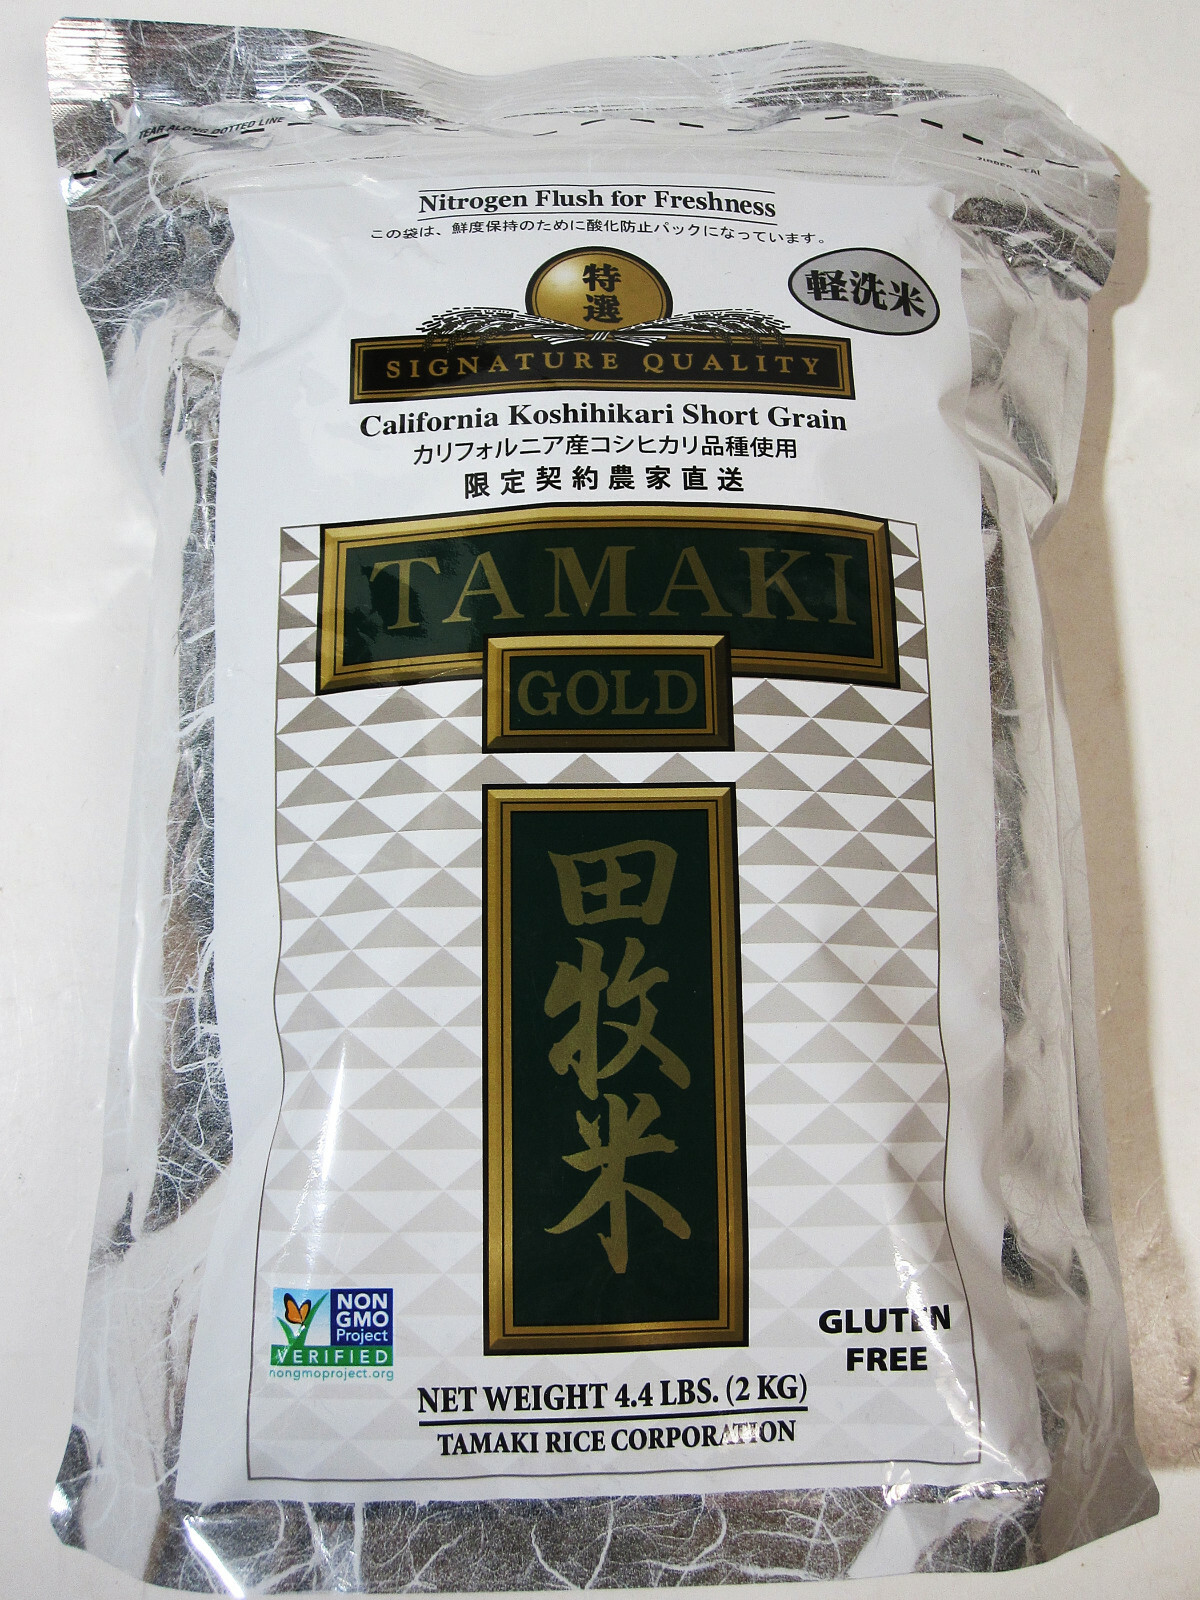 TEAR ALONG DOTTED LINE
Nitrogen Flush for Freshness
この袋は、鮮度保持のために酸化防止パックになっています。
特
選
軽洗米
SIGNATURE QUALITY
California Koshihikari Short Grain
カリフォルニア産コシヒカリ品種使用
限定契約農家直送
TAMAKI
GOLD
田
牧
米
NON
GMO
Project
VERIFIED
nongmoproject.org
GLUTEN
FREE
NET WEIGHT 4.4 LBS. (2 KG)
TAMAKI RICE CORPORATION